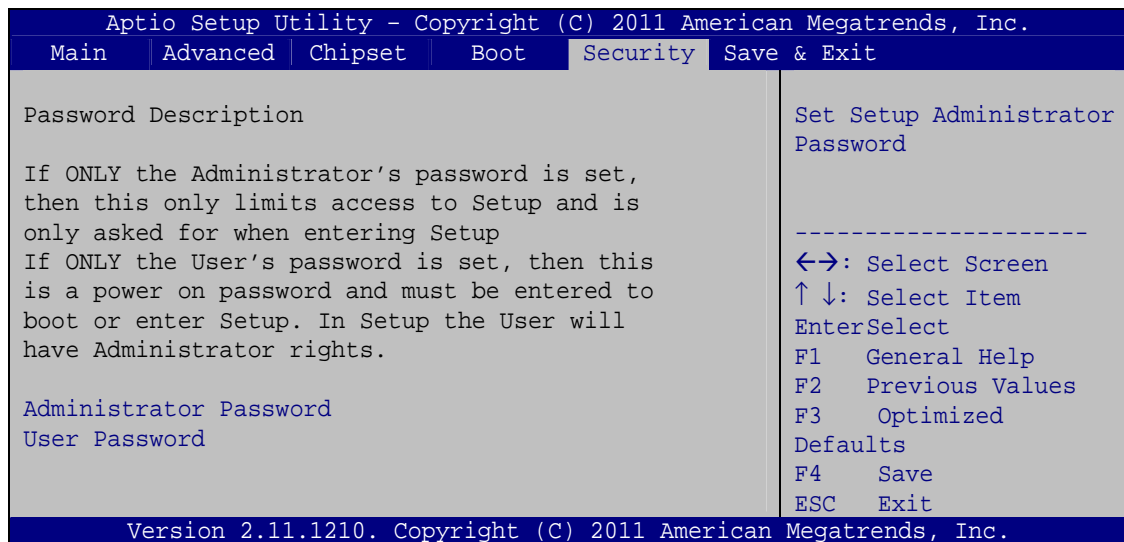 Aptio Setup Utility – Copyright (C) 2011 American Megatrends, Inc.
Main Advanced Chipset Boot Security Save & Exit
Password Description
If ONLY the Administrator’s password is set,
then this only limits access to Setup and is
only asked for when entering Setup
If ONLY the User’s password is set, then this
is a power on password and must be entered to
boot or enter Setup. In Setup the User will
have Administrator rights.
Administrator Password
User Password
Set Setup Administrator
Password
---------------------
←→: Select Screen
↑ ↓: Select Item
EnterSelect
F1 General Help
F2 Previous Values
F3 Optimized
Defaults
F4 Save
ESC Exit
Version 2.11.1210. Copyright (C) 2011 American Megatrends, Inc.